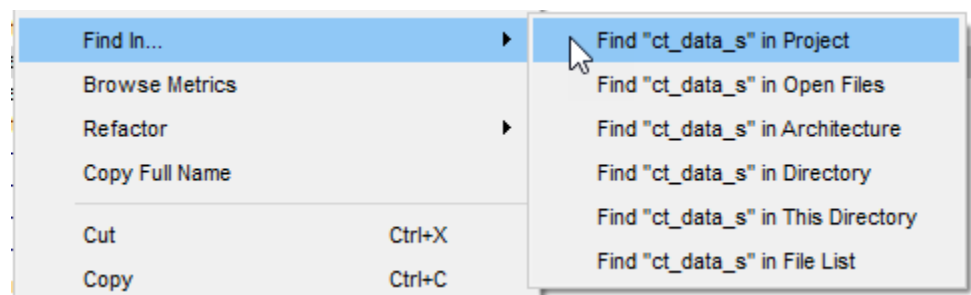 Find In...
Browse Metrics
Refactor
Copy Full Name
Cut Ctrl+X
Copy Ctrl+C
Find "ct_data_s" in Project
Find "ct_data_s" in Open Files
Find "ct_data_s" in Architecture
Find "ct_data_s" in Directory
Find "ct_data_s" in This Directory
Find "ct_data_s" in File List